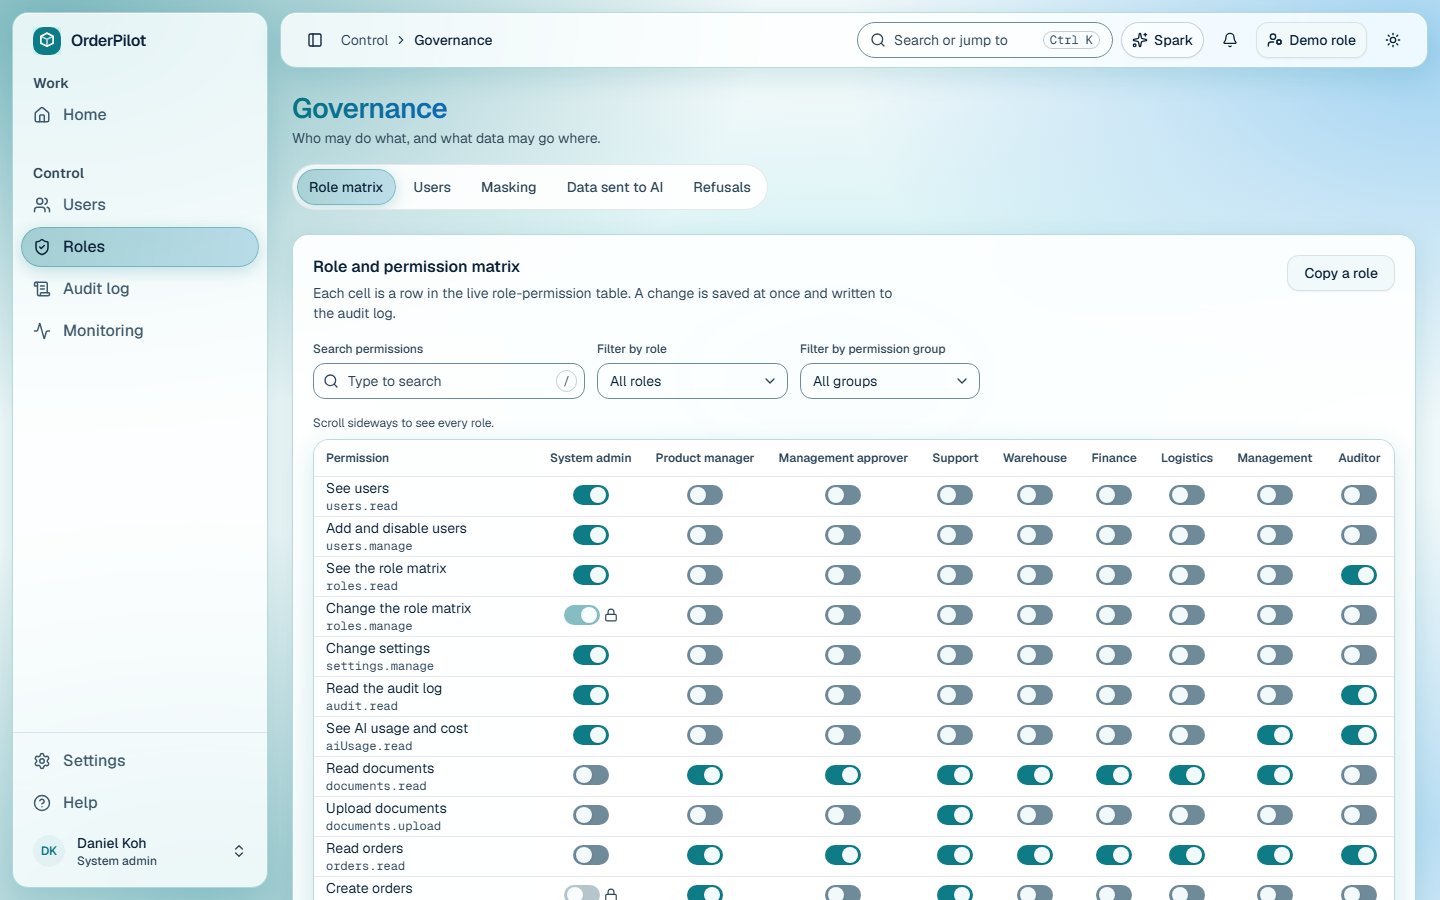 OrderPilot
Work
Home
Control
Users
Roles
Audit log
Monitoring
Settings
Help
DK
Daniel Koh
System admin
Control > Governance
Search or jump to
Ctrl K
Spark
Demo role
Governance
Who may do what, and what data may go where.
Role matrix
Users
Masking
Data sent to AI
Refusals
Role and permission matrix
Each cell is a row in the live role-permission table. A change is saved at once and written to
the audit log.
Copy a role
Search permissions
Type to search
/
Filter by role
All roles
Filter by permission group
All groups
Scroll sideways to see every role.
Permission System admin Product manager Management approver Support Warehouse Finance Logistics Management Auditor
See users
users.read
Add and disable users
users.manage
See the role matrix
roles.read
Change the role matrix
roles.manage
Change settings
settings.manage
Read the audit log
audit.read
See AI usage and cost
aiUsage.read
Read documents
documents.read
Upload documents
documents.upload
Read orders
orders.read
Create orders